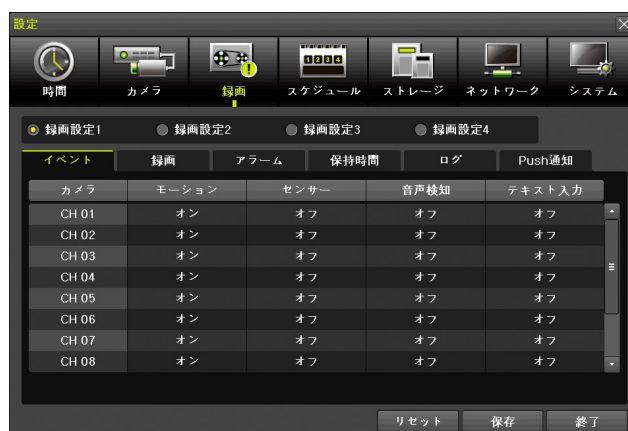 設定
1 2 3 4
時間 カメラ 録画 スケジュール ストレージ ネットワーク システム
録画設定1 録画設定2 録画設定3 録画設定4
イベント 録画 アラーム 保持時間 ログ Push通知
カメラ モーション センサー 音声検知 テキスト入力
CH 01 オン オフ オフ オフ
CH 02 オン オフ オフ オフ
CH 03 オン オフ オフ オフ
CH 04 オン オフ オフ オフ
CH 05 オン オフ オフ オフ
CH 06 オン オフ オフ オフ
CH 07 オン オフ オフ オフ
CH 08 オン オフ オフ オフ
リセット 保存 終了